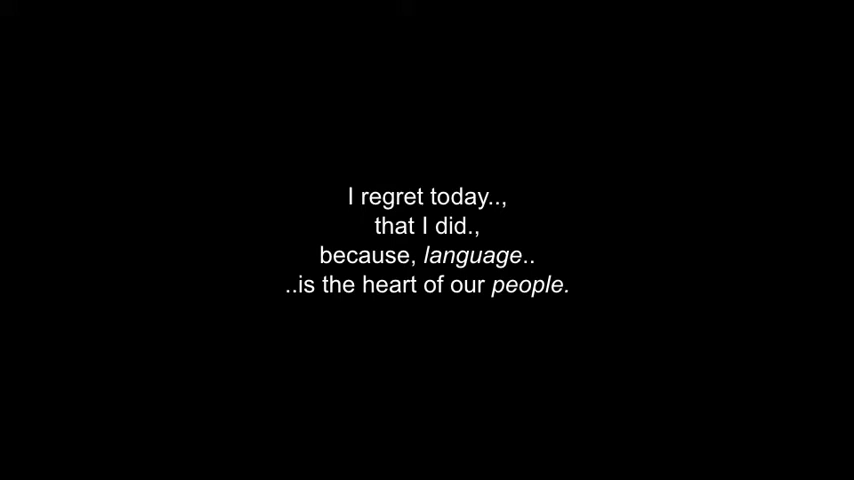 I regret today..,
that I did.,
because, language..
..is the heart of our people.